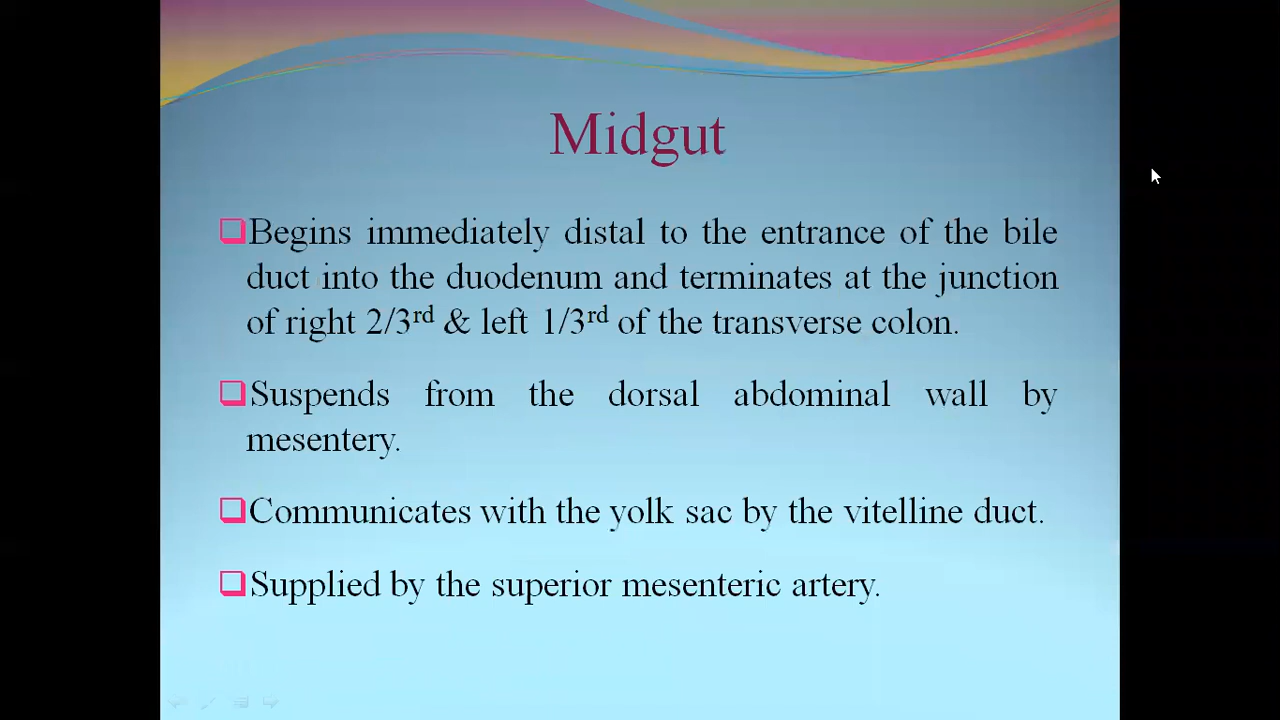 Midgut
Begins immediately distal to the entrance of the bile
duct into the duodenum and terminates at the junction
of right 2/3rd & left 1/3rd of the transverse colon.
Suspends from the dorsal abdominal wall by
mesentery.
Communicates with the yolk sac by the vitelline duct.
Supplied by the superior mesenteric artery.